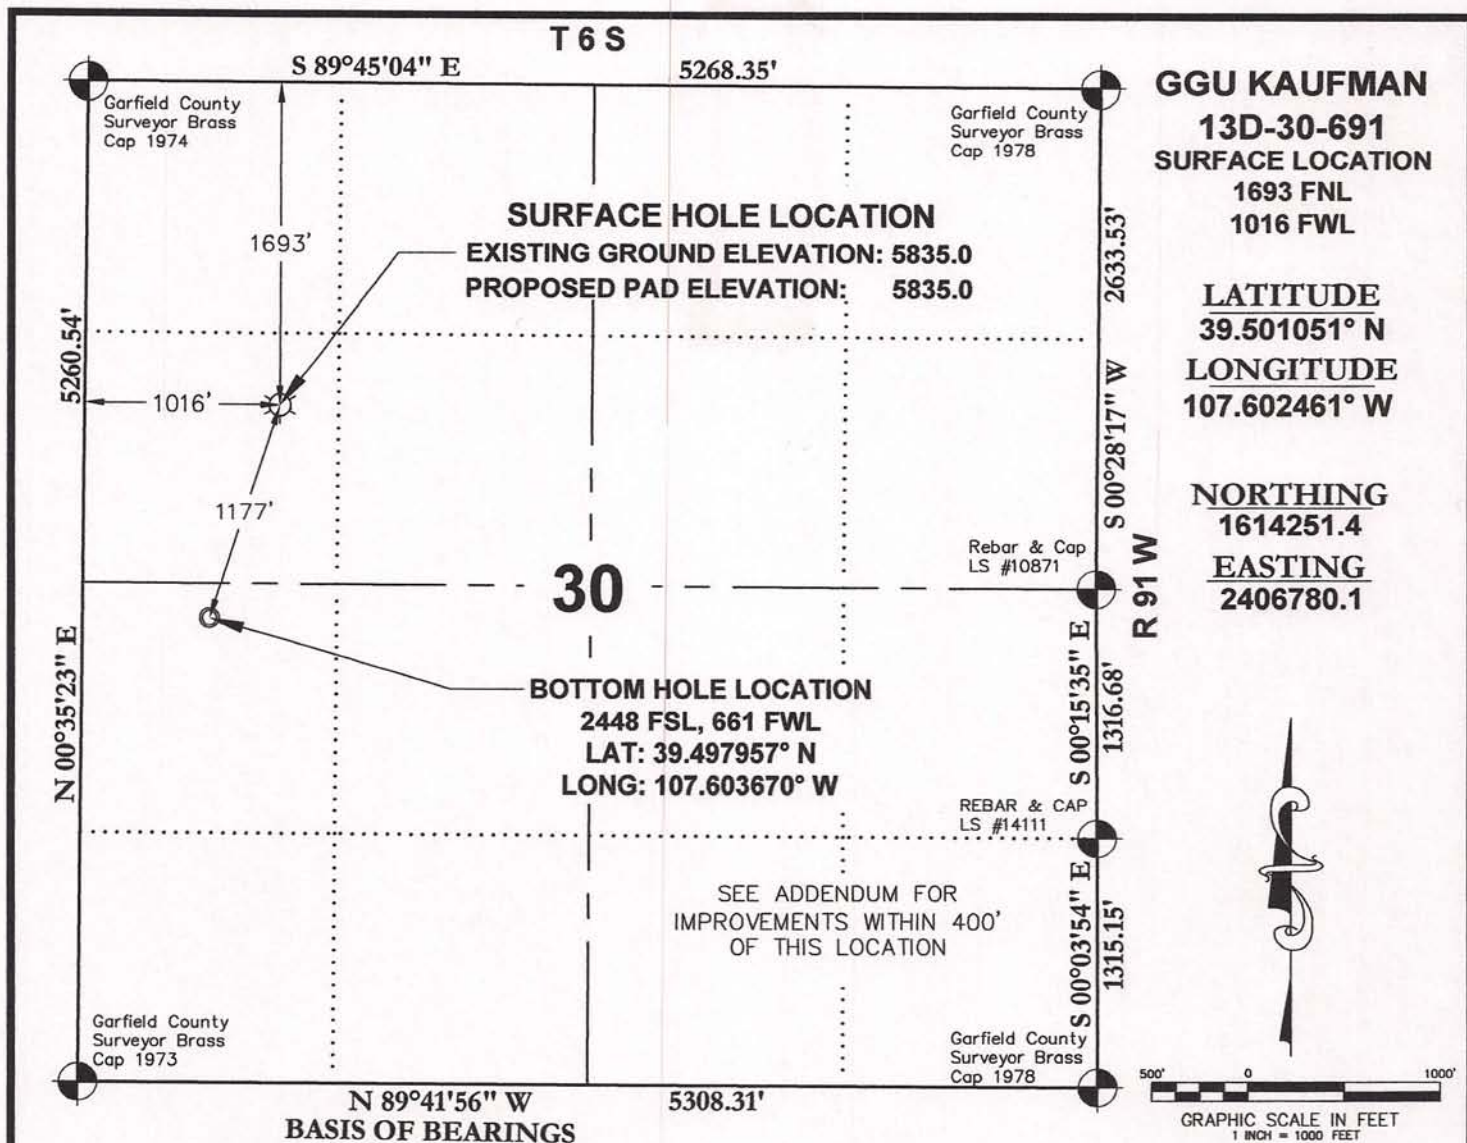 T 6 S
S 89°45'04" E 5268.35'
Garfield County
Surveyor Brass
Cap 1974
Garfield County
Surveyor Brass
Cap 1978
GGU KAUFMAN
13D-30-691
SURFACE LOCATION
1693 FNL
1016 FWL
LATITUDE
39.501051° N
LONGITUDE
107.602461° W
NORTHING
1614251.4
EASTING
2406780.1
SURFACE HOLE LOCATION
EXISTING GROUND ELEVATION: 5835.0
PROPOSED PAD ELEVATION: 5835.0
1693'
1016'
1177'
5260.54'
N 00°35'23" E
2633.53'
S 00°28'17" W
R 91 W
Rebar & Cap
LS #10871
30
S 00°15'35" E
1316.68'
BOTTOM HOLE LOCATION
2448 FSL, 661 FWL
LAT: 39.497957° N
LONG: 107.603670° W
REBAR & CAP
LS #14111
SEE ADDENDUM FOR
IMPROVEMENTS WITHIN 400'
OF THIS LOCATION
S 00°03'54" E
1315.15'
Garfield County
Surveyor Brass
Cap 1973
Garfield County
Surveyor Brass
Cap 1978
N 89°41'56" W 5308.31'
BASIS OF BEARINGS
500' 0 1000'
GRAPHIC SCALE IN FEET
1 INCH = 1000 FEET